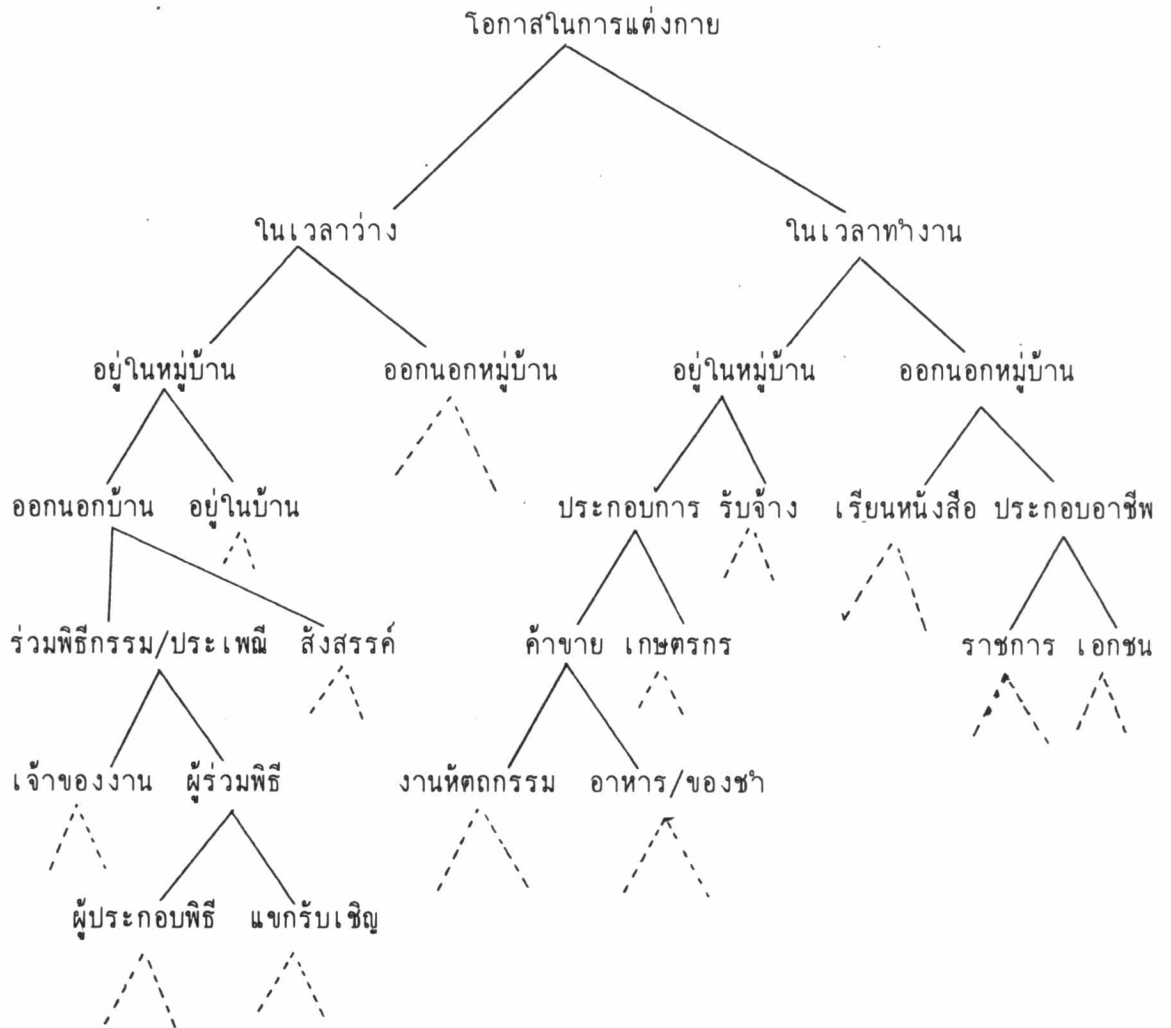 โอกาสในการแต่งกาย
ในเวลาว่าง ในเวลาทำงาน
อยู่ในหมู่บ้าน ออกนอกหมู่บ้าน อยู่ในหมู่บ้าน ออกนอกหมู่บ้าน
ออกนอกบ้าน อยู่ในบ้าน ประกอบการ รับจ้าง เรียนหนังสือ ประกอบอาชีพ
ร่วมพิธีกรรม/ประเพณี สังสรรค์ ค้าขาย เกษตรกร ราชการ เอกชน
เจ้าของงาน ผู้ร่วมพิธี งานหัตถกรรม อาหาร/ของชำ
ผู้ประกอบพิธี แขกรับเชิญ